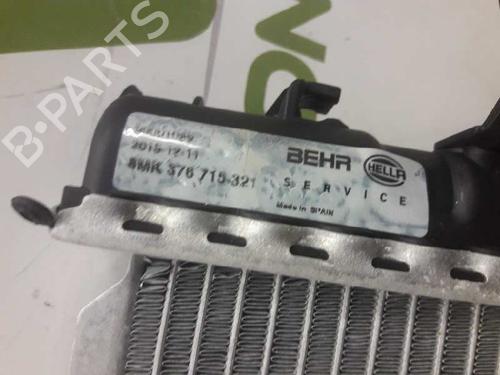 B-PARTS
2015-12-11
8MK 376 715-321
BEHR
HELLA
SERVICE
Made in SPAIN